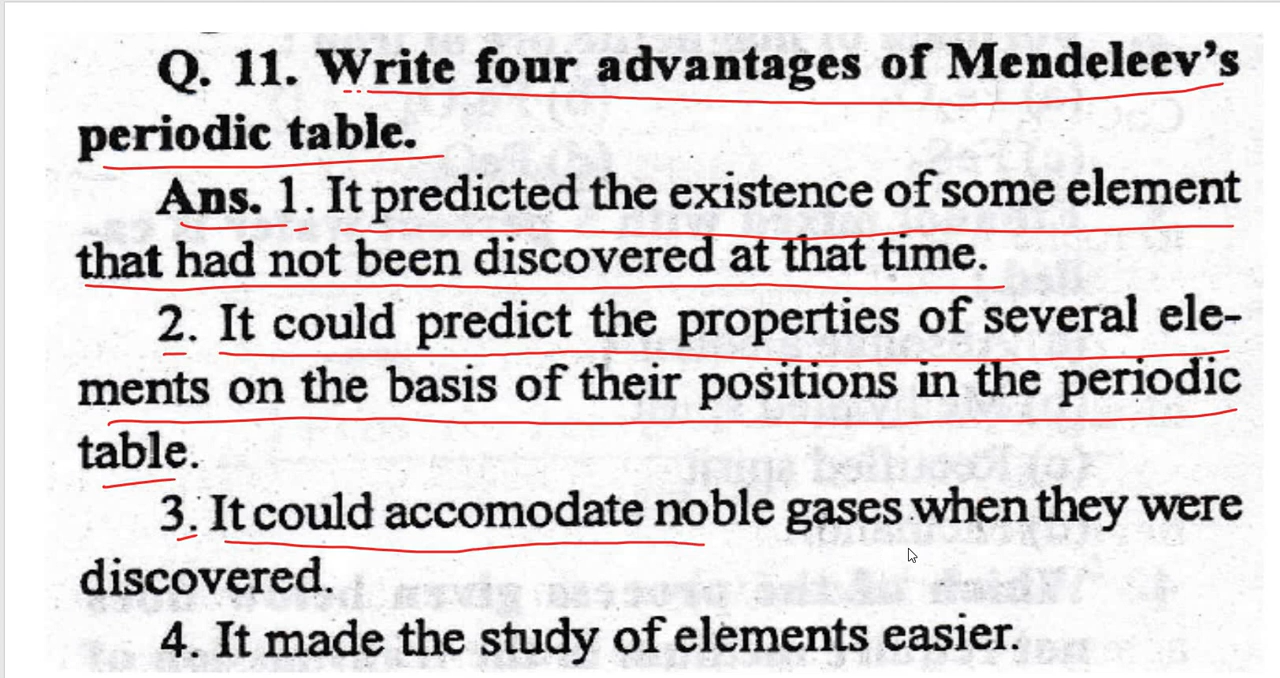 Q. 11. Write four advantages of Mendeleev's
periodic table.
Ans. 1. It predicted the existence of some element
that had not been discovered at that time.
2. It could predict the properties of several ele-
ments on the basis of their positions in the periodic
table.
3. It could accomodate noble gases when they were
discovered.
4. It made the study of elements easier.